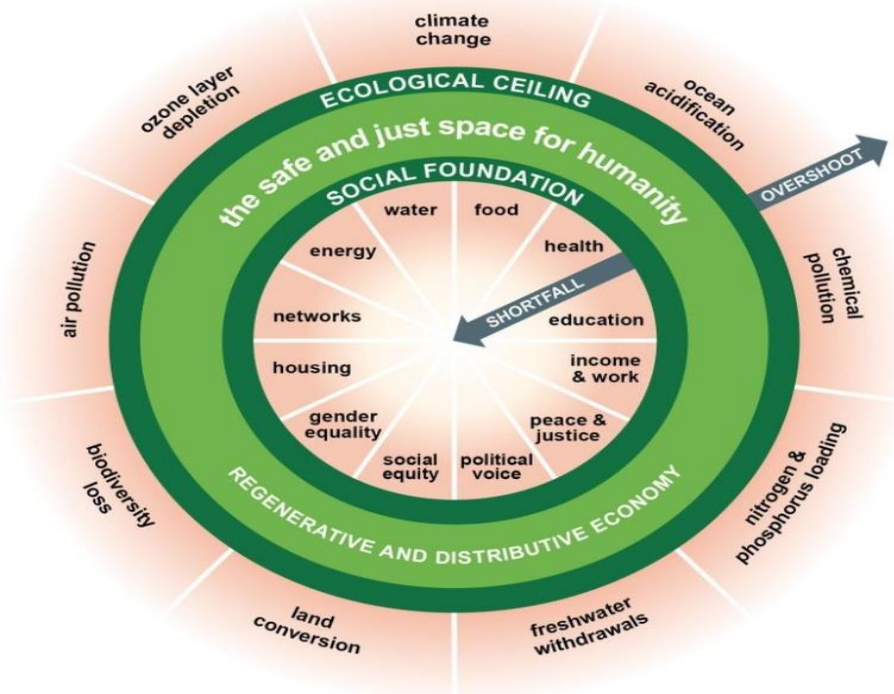 climate
change
ocean
acidification
chemical
pollution
nitrogen &
phosphorus loading
freshwater
withdrawals
land
conversion
biodiversity
loss
air pollution
ozone layer
depletion
ECOLOGICAL CEILING
the safe and just space for humanity
SOCIAL FOUNDATION
OVERSHOOT
SHORTFALL
water
food
health
education
income
& work
peace &
justice
political
voice
social
equity
gender
equality
housing
networks
energy
REGENERATIVE AND DISTRIBUTIVE ECONOMY